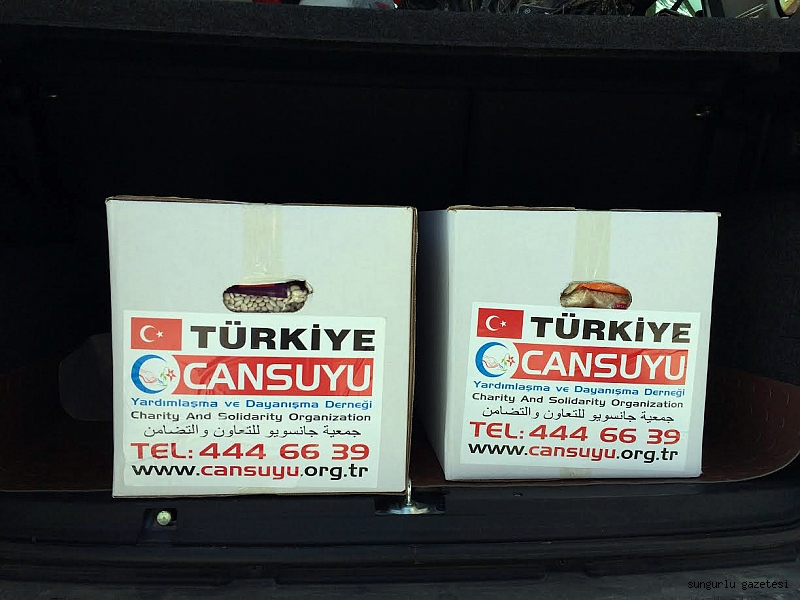 TÜRKİYE
CANSUYU
Yardımlaşma ve Dayanışma Derneği
Charity And Solidarity Organization
جمعية جانسويو للتعاون والتضامن
TEL: 444 66 39
www.cansuyu.org.tr
TÜRKİYE
CANSUYU
Yardımlaşma ve Dayanışma Derneği
Charity And Solidarity Organization
جمعية جانسويو للتعاون والتضامن
TEL: 444 66 39
www.cansuyu.org.tr
sungurlu gazetesi